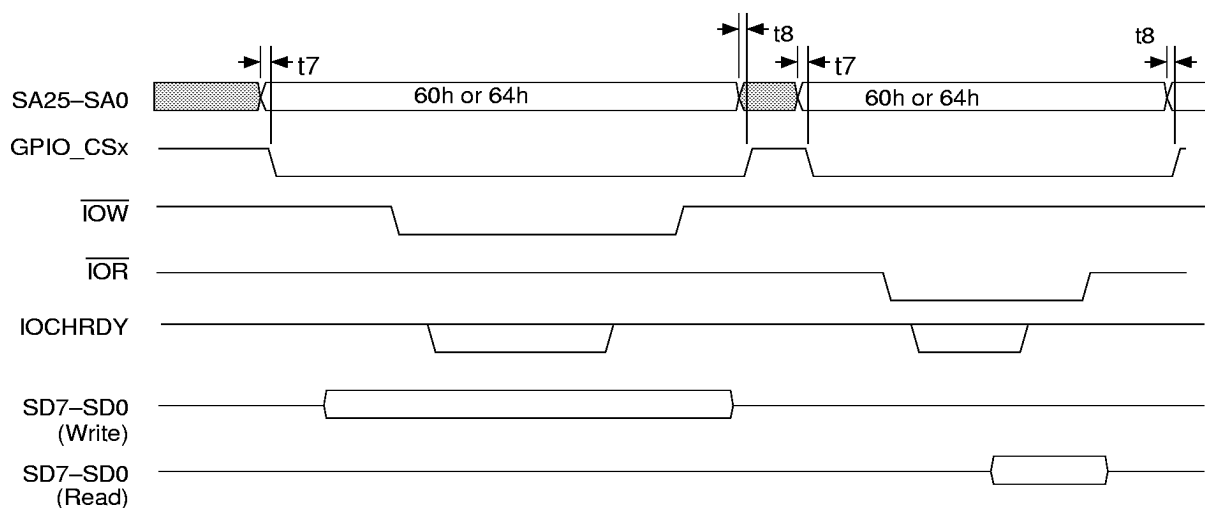 t8
t8
t7
t7
SA25–SA0
60h or 64h
60h or 64h
GPIO_CSx
IOW
IOR
IOCHRDY
SD7–SD0
(Write)
SD7–SD0
(Read)